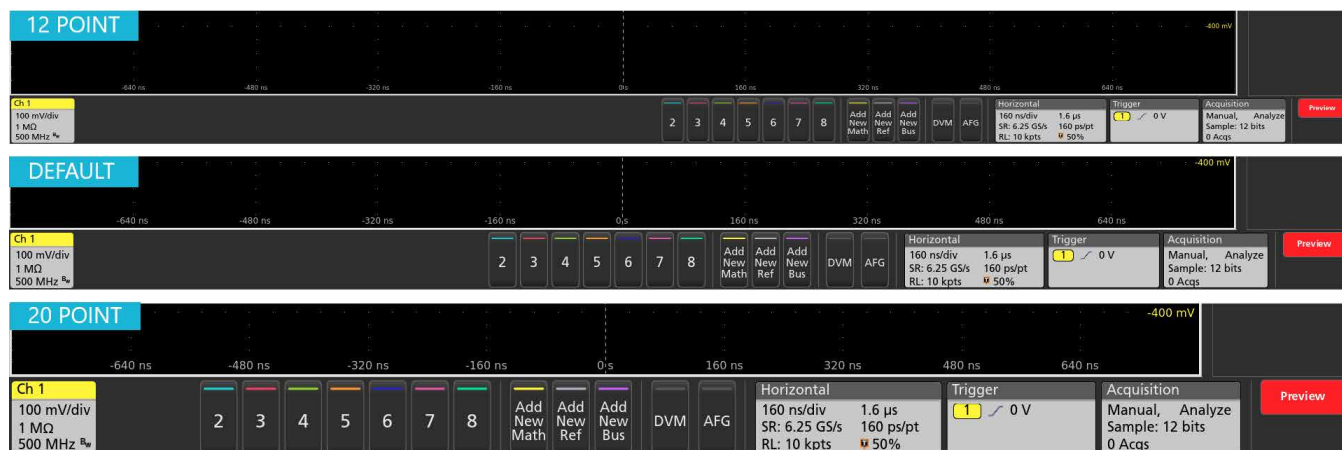 12 POINT
-400 mV
-640 ns -480 ns -320 ns -160 ns 0 s 160 ns 320 ns 480 ns 640 ns
Ch 1
100 mV/div
1 MΩ
500 MHz Bw
2 3 4 5 6 7 8
Add New Math
Add New Ref
Add New Bus
DVM
AFG
Horizontal
160 ns/div 1.6 µs
SR: 6.25 GS/s 160 ps/pt
RL: 10 kpts 50%
Trigger
1 0 V
Acquisition
Manual, Analyze
Sample: 12 bits
0 Acqs
Preview
DEFAULT
-400 mV
-640 ns -480 ns -320 ns -160 ns 0 s 160 ns 320 ns 480 ns 640 ns
Ch 1
100 mV/div
1 MΩ
500 MHz Bw
2 3 4 5 6 7 8
Add New Math
Add New Ref
Add New Bus
DVM
AFG
Horizontal
160 ns/div 1.6 µs
SR: 6.25 GS/s 160 ps/pt
RL: 10 kpts 50%
Trigger
1 0 V
Acquisition
Manual, Analyze
Sample: 12 bits
0 Acqs
Preview
20 POINT
-400 mV
-640 ns -480 ns -320 ns -160 ns 0 s 160 ns 320 ns 480 ns 640 ns
Ch 1
100 mV/div
1 MΩ
500 MHz Bw
2 3 4 5 6 7 8
Add New Math
Add New Ref
Add New Bus
DVM
AFG
Horizontal
160 ns/div 1.6 µs
SR: 6.25 GS/s 160 ps/pt
RL: 10 kpts 50%
Trigger
1 0 V
Acquisition
Manual, Analyze
Sample: 12 bits
0 Acqs
Preview